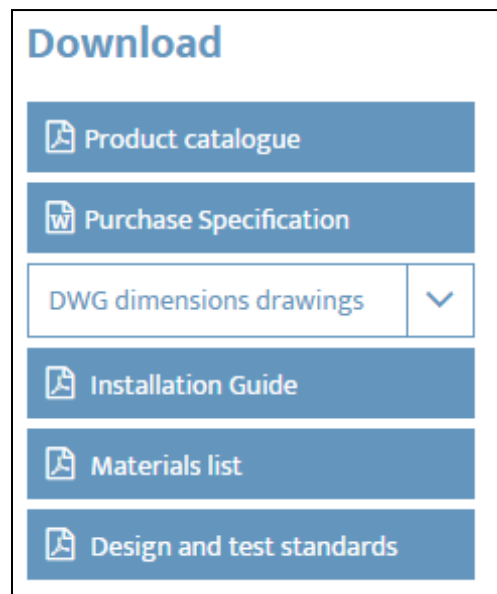 Download
Product catalogue
Purchase Specification
DWG dimensions drawings
Installation Guide
Materials list
Design and test standards